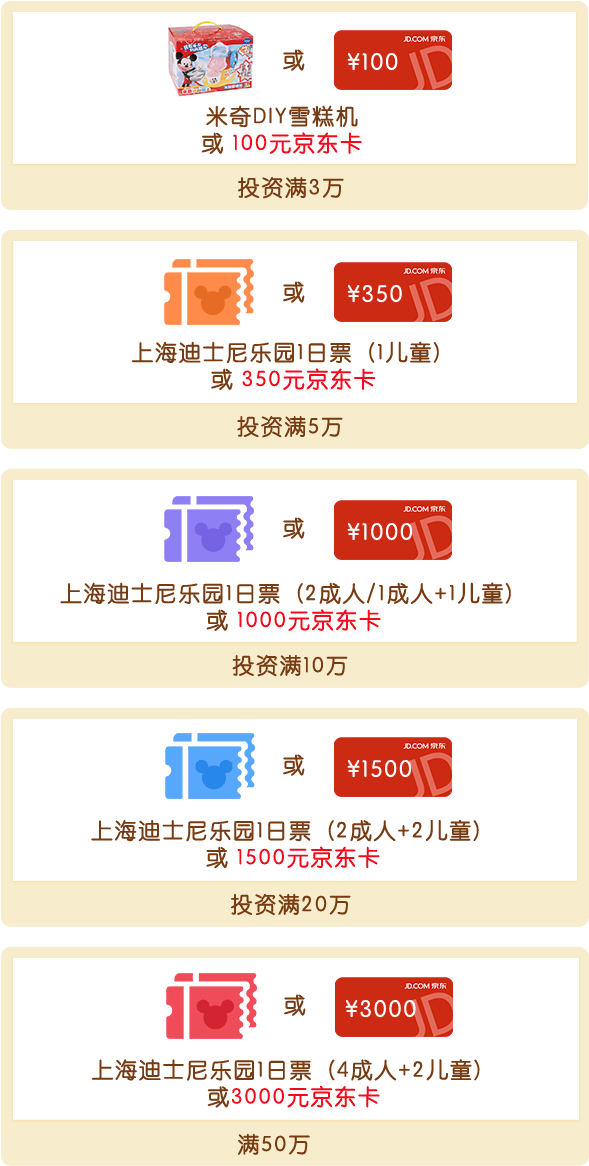 或
JD.COM 京东
¥100
JD
米奇DIY雪糕机
或 100元京东卡
投资满3万
或
JD.COM 京东
¥350
JD
上海迪士尼乐园1日票（1儿童）
或 350元京东卡
投资满5万
或
JD.COM 京东
¥1000
JD
上海迪士尼乐园1日票（2成人/1成人+1儿童）
或 1000元京东卡
投资满10万
或
JD.COM 京东
¥1500
JD
上海迪士尼乐园1日票（2成人+2儿童）
或 1500元京东卡
投资满20万
或
JD.COM 京东
¥3000
JD
上海迪士尼乐园1日票（4成人+2儿童）
或3000元京东卡
满50万